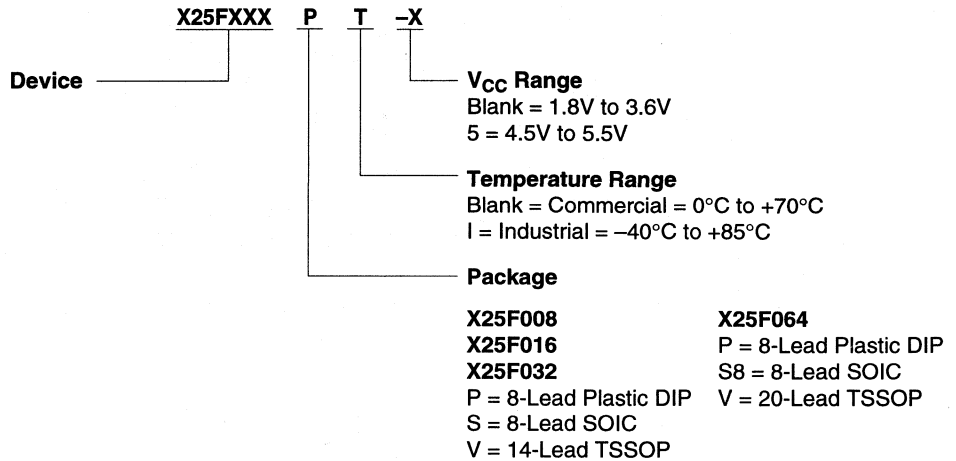 X25FXXX P T –X
Device
V_CC Range
Blank = 1.8V to 3.6V
5 = 4.5V to 5.5V
Temperature Range
Blank = Commercial = 0°C to +70°C
I = Industrial = –40°C to +85°C
Package
X25F008
X25F016
X25F032
P = 8-Lead Plastic DIP
S = 8-Lead SOIC
V = 14-Lead TSSOP
X25F064
P = 8-Lead Plastic DIP
S8 = 8-Lead SOIC
V = 20-Lead TSSOP